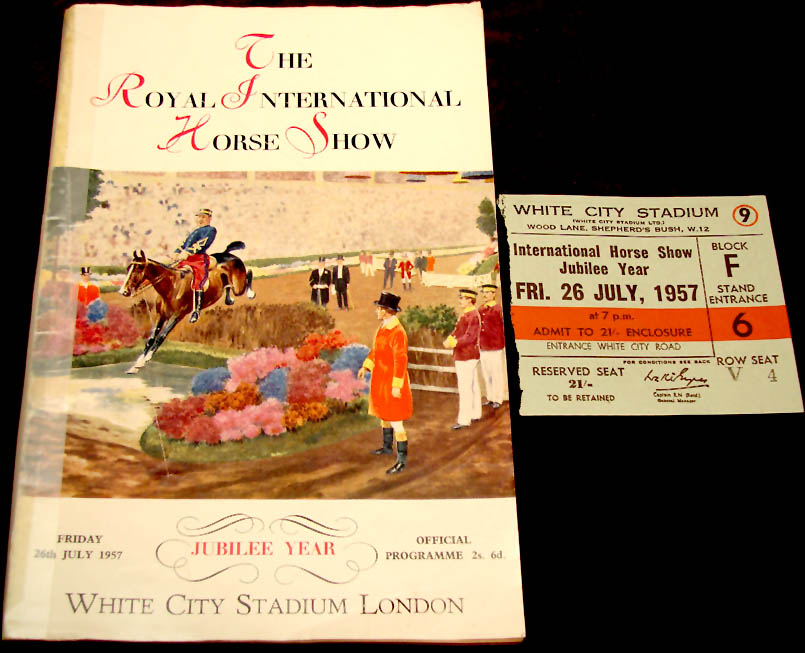 THE
ROYAL INTERNATIONAL
HORSE SHOW
FRIDAY
26th JULY 1957
JUBILEE YEAR
OFFICIAL
PROGRAMME 2s. 6d.
WHITE CITY STADIUM LONDON
WHITE CITY STADIUM
(WHITE CITY STADIUM LTD.)
WOOD LANE, SHEPHERD'S BUSH, W.12
9
International Horse Show
Jubilee Year
FRI. 26 JULY, 1957
at 7 p.m.
ADMIT TO 21/- ENCLOSURE
ENTRANCE WHITE CITY ROAD
BLOCK
F
STAND
ENTRANCE
6
FOR CONDITIONS SEE BACK
RESERVED SEAT
21/-
TO BE RETAINED
Captain R.N (Retd.)
General Manager
ROW SEAT
V 4